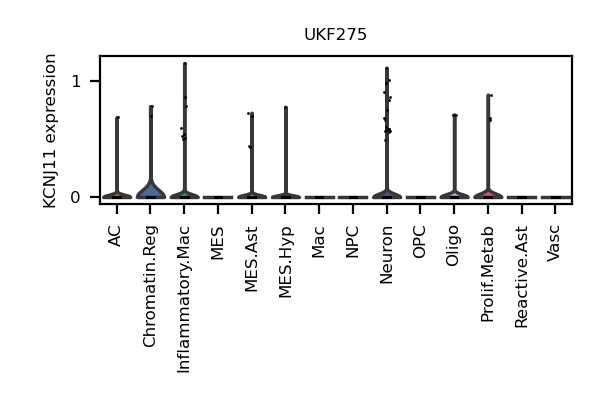 UKF275
KCNJ11 expression
1
0
AC
Chromatin.Reg
Inflammatory.Mac
MES
MES.Ast
MES.Hyp
Mac
NPC
Neuron
OPC
Oligo
Prolif.Metab
Reactive.Ast
Vasc